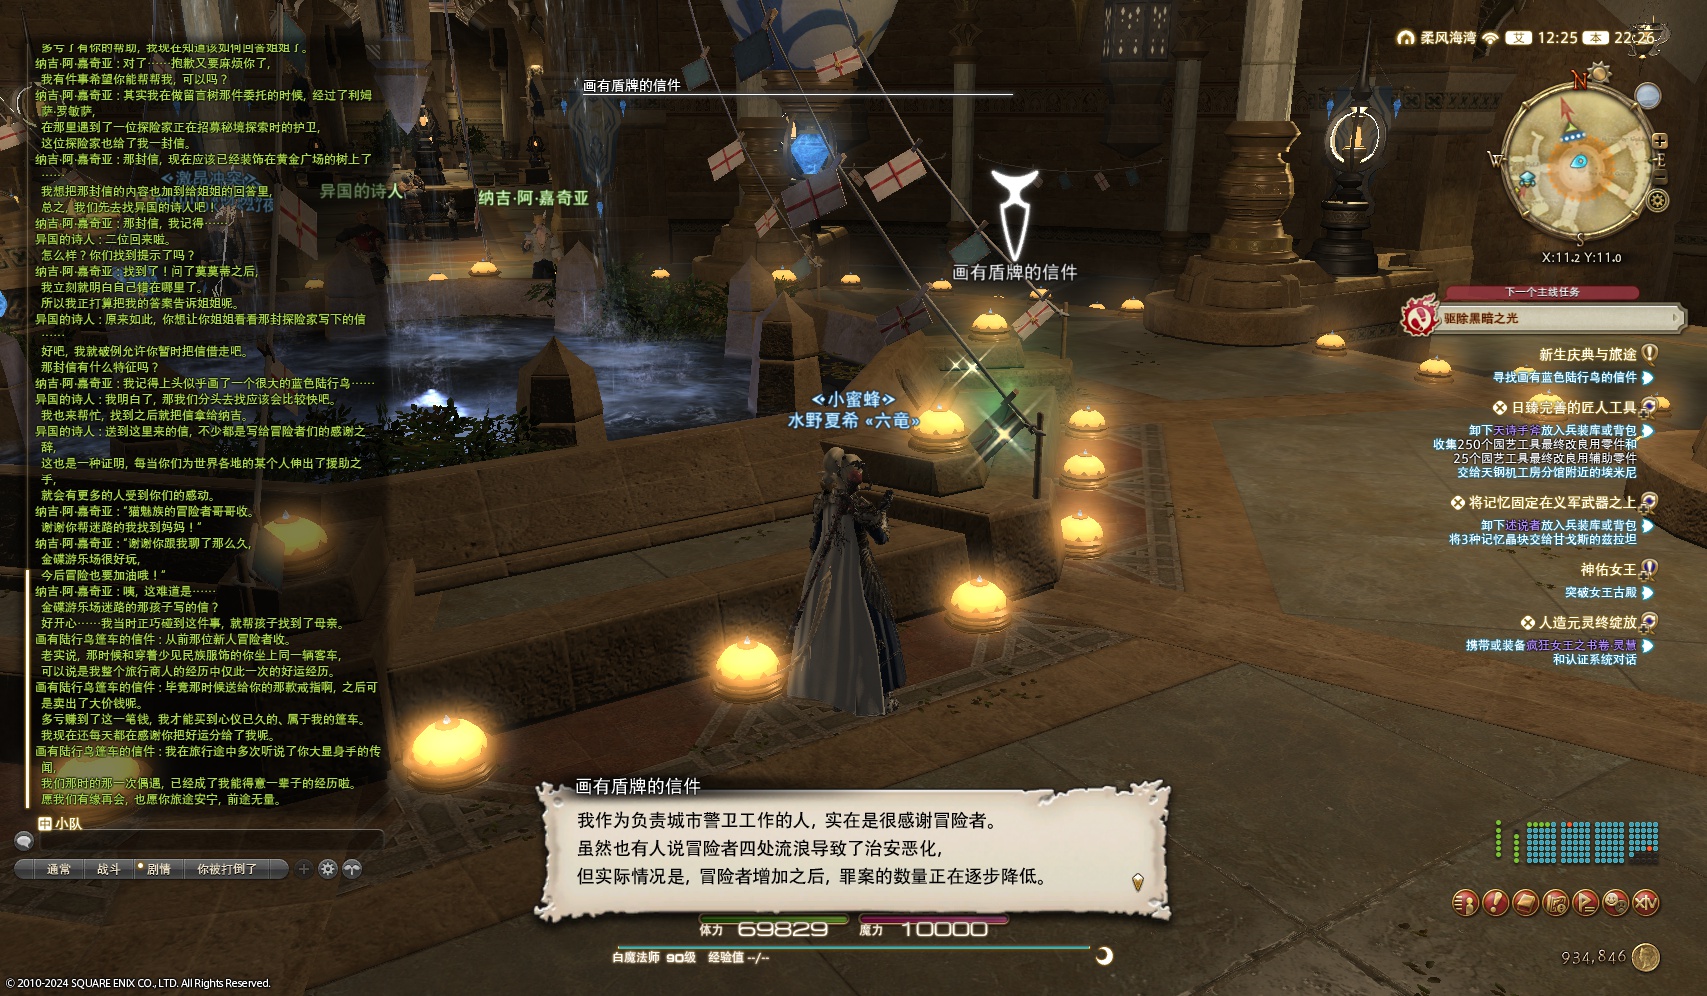 多亏了有你的帮助, 我现在知道该如何回答姐姐了。
纳吉·阿·嘉奇亚 : 对了······抱歉又要麻烦你了,
我有件事希望你能帮帮我, 可以吗？
纳吉·阿·嘉奇亚 : 其实我在做留言树那件委托的时候, 经过了利姆
萨·罗敏萨,
在那里遇到了一位探险家正在招募秘境探索时的护卫,
这位探险家也给了我一封信。
纳吉·阿·嘉奇亚 : 那封信, 现在应该已经装饰在黄金广场的树上了
······
我想把那封信的内容也加到给姐姐的回答里,
总之, 我们先去找异国的诗人吧！
纳吉·阿·嘉奇亚 : 那封信, 我记得······
异国的诗人 : 二位回来啦。
怎么样？你们找到提示了吗？
纳吉·阿·嘉奇亚 : 找到了！问了莫莫蒂之后,
我立刻就明白自己错在哪里了。
所以我正打算把我的答案告诉姐姐呢。
异国的诗人 : 原来如此, 你想让你姐姐看看那封探险家写下的信
······
好吧, 我就破例允许你暂时把信借走吧。
那封信有什么特征吗？
纳吉·阿·嘉奇亚 : 我记得上头似乎画了一个很大的蓝色陆行鸟······
异国的诗人 : 我明白了, 那我们分头去找应该会比较快吧。
我也来帮忙, 找到之后就把信拿给纳吉。
异国的诗人 : 送到这里来的信, 不少都是写给冒险者们的感谢之
辞,
这也是一种证明, 每当你们为世界各地的某个人伸出了援助之
手,
就会有更多的人受到你们的感动。
纳吉·阿·嘉奇亚 : “猫魅族的冒险者哥哥收。
谢谢你帮迷路的我找到妈妈！”
纳吉·阿·嘉奇亚 : “谢谢你跟我聊了那么久,
金碟游乐场很好玩,
今后冒险也要加油哦！”
纳吉·阿·嘉奇亚 : 咦, 这难道是······
金碟游乐场迷路的那孩子写的信？
好开心······我当时正巧碰到这件事, 就帮孩子找到了母亲。
画有陆行鸟篷车的信件 : 从前那位新人冒险者收。
老实说, 那时候和穿着少见民族服饰的你坐上同一辆客车,
可以说是我整个旅行商人的经历中仅此一次的好运经历。
画有陆行鸟篷车的信件 : 毕竟那时候送给你的那款戒指啊, 之后可
是卖出了大价钱呢。
多亏赚到了这一笔钱, 我才能买到心仪已久的、属于我的篷车。
我现在还每天都在感谢你把好运分给了我呢。
画有陆行鸟篷车的信件 : 我在旅行途中多次听说了你大显身手的传
闻,
我们那时的那一次偶遇, 已经成了我能得意一辈子的经历啦。
愿我们有缘再会, 也愿你旅途安宁, 前途无量。
小队
通常
战斗
剧情
你被打倒了
© 2010-2024 SQUARE ENIX CO., LTD. All Rights Reserved.
画有盾牌的信件
«激昂冲突»
异国的诗人
纳吉·阿·嘉奇亚
画有盾牌的信件
«小蜜蜂»
水野夏希 «六竜»
画有盾牌的信件
我作为负责城市警卫工作的人, 实在是很感谢冒险者。
虽然也有人说冒险者四处流浪导致了治安恶化,
但实际情况是, 冒险者增加之后, 罪案的数量正在逐步降低。
体力 69829 魔力 10000
白魔法师 90级 经验值 --/--
柔风海湾 艾 12:25 本 22:26
N
W
E
S
X:11.2 Y:11.0
下一个主线任务
驱除黑暗之光
新生庆典与旅途
寻找画有蓝色陆行鸟的信件
日臻完善的匠人工具
卸下天诗手斧放入兵装库或背包
收集250个园艺工具最终改良用零件和
25个园艺工具最终改良用辅助零件
交给天钢机工房分馆附近的埃米尼
将记忆固定在义军武器之上
卸下述说者放入兵装库或背包
将3种记忆晶块交给甘戈斯的兹拉坦
神佑女王
突破女王古殿
人造元灵终绽放
携带或装备疯狂女王之书卷·灵慧
和认证系统对话
934,846